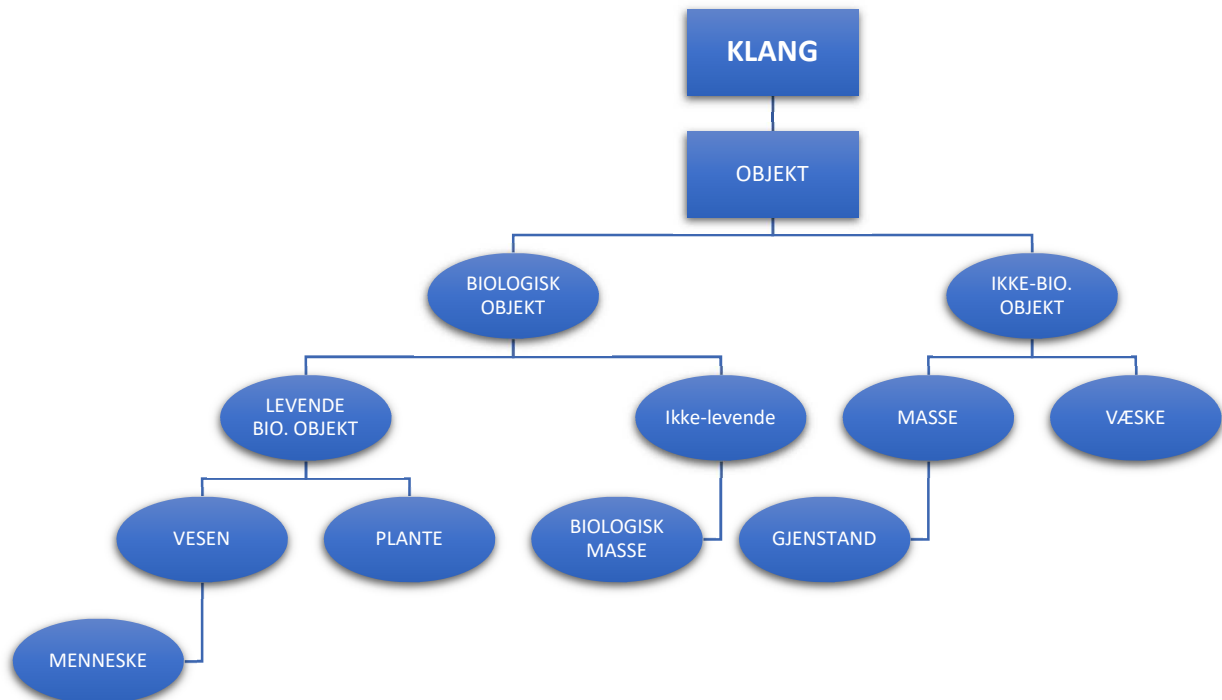 KLANG
OBJEKT
BIOLOGISK
OBJEKT
IKKE-BIO.
OBJEKT
LEVENDE
BIO. OBJEKT
Ikke-levende
MASSE
VÆSKE
VESEN
PLANTE
BIOLOGISK
MASSE
GJENSTAND
MENNESKE